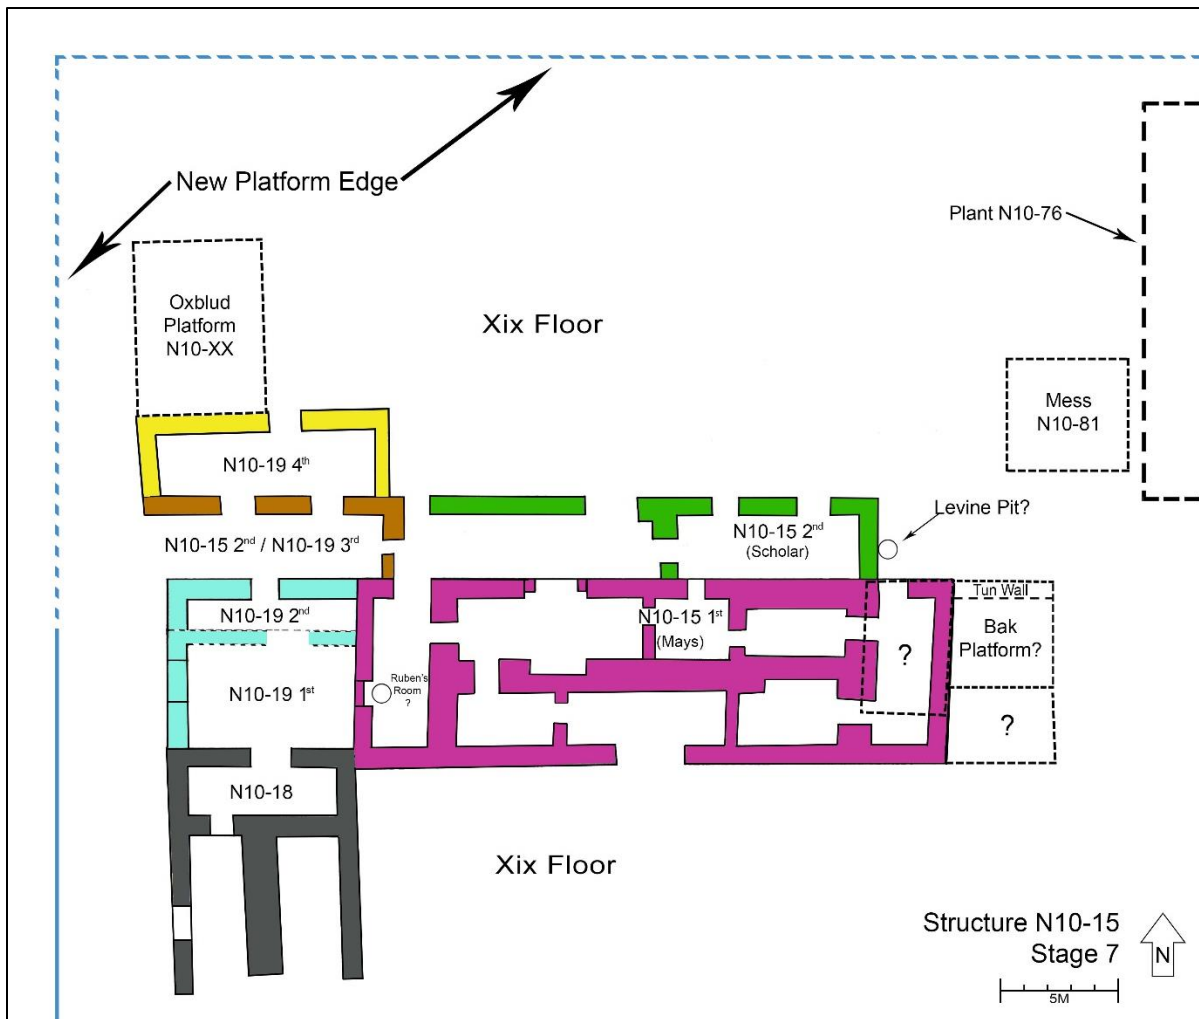 New Platform Edge
Plant N10-76
Oxblud
Platform
N10-XX
Xix Floor
Mess
N10-81
N10-19 4th
Levine Pit?
N10-15 2nd
(Scholar)
N10-15 2nd / N10-19 3rd
Tun Wall
N10-19 2nd
N10-15 1st
(Mays)
Bak
Platform?
?
Ruben's
Room
?
N10-19 1st
?
N10-18
Xix Floor
Structure N10-15
Stage 7
N
5M